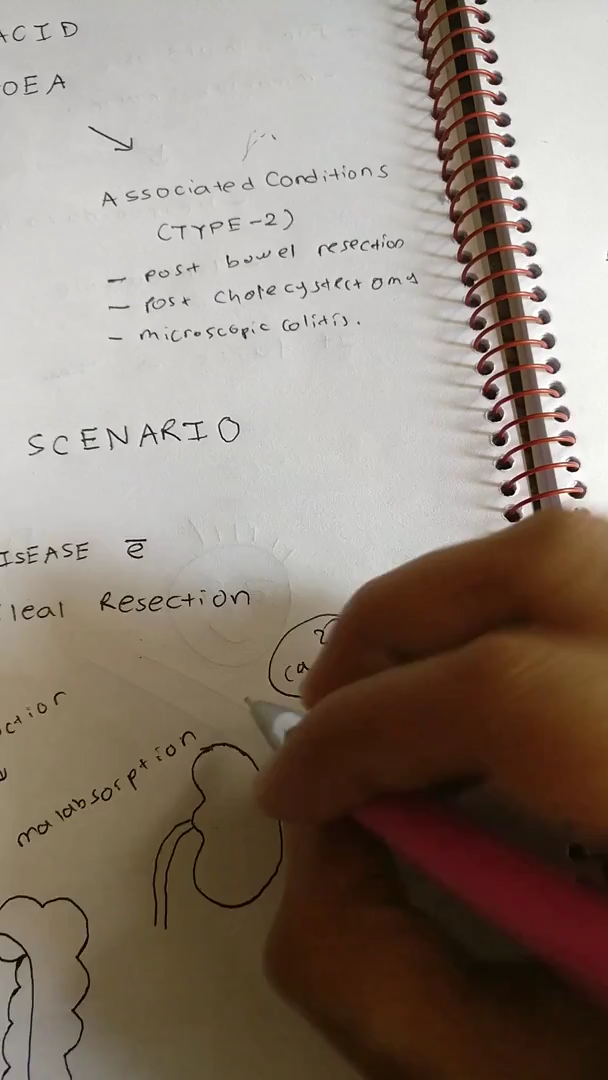 ACID
OEA
Associated Conditions
(TYPE-2)
- post bowel resection
- Post Cholecystectomy
- microscopic colitis.
SCENARIO
ISEASE e̅
leal Resection
ction
malabsorption